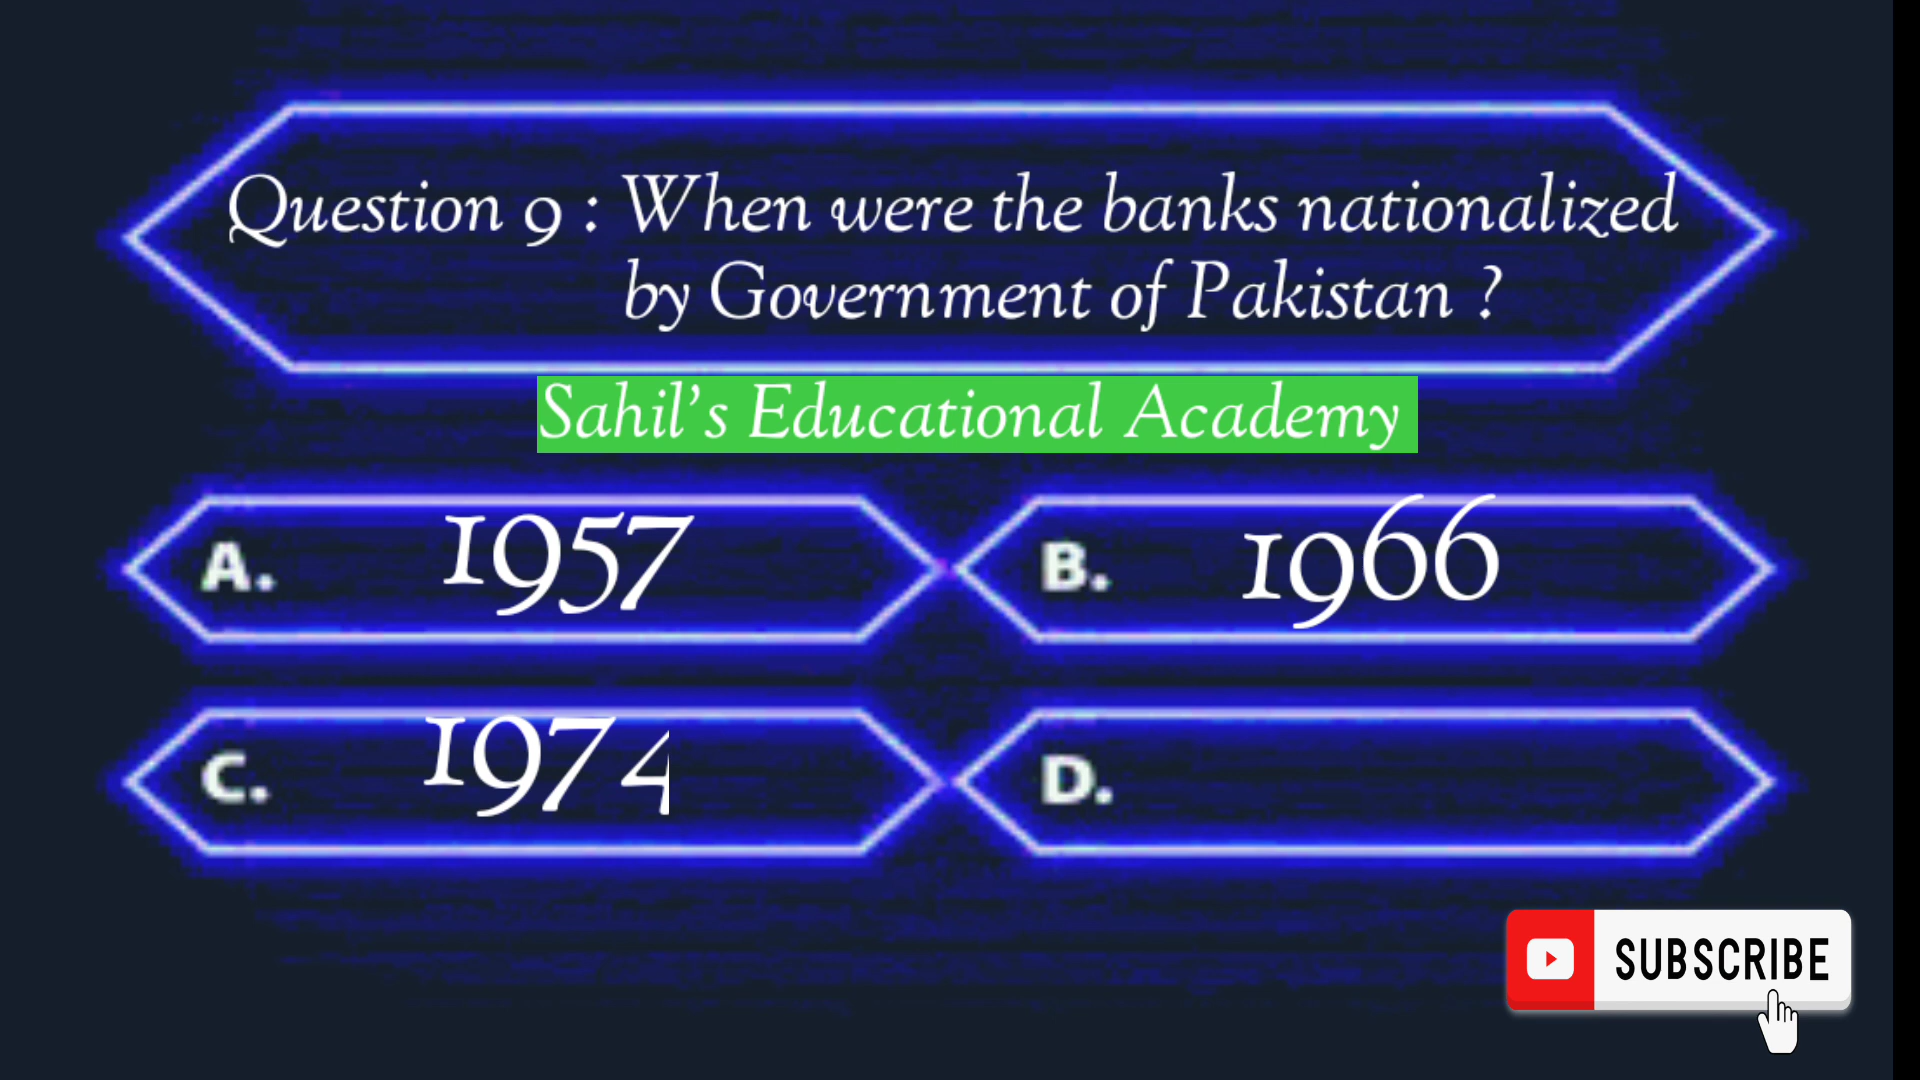 Question 9 : When were the banks nationalized
by Government of Pakistan ?
Sahil's Educational Academy
A. 1957
B. 1966
C. 1974
D.
SUBSCRIBE